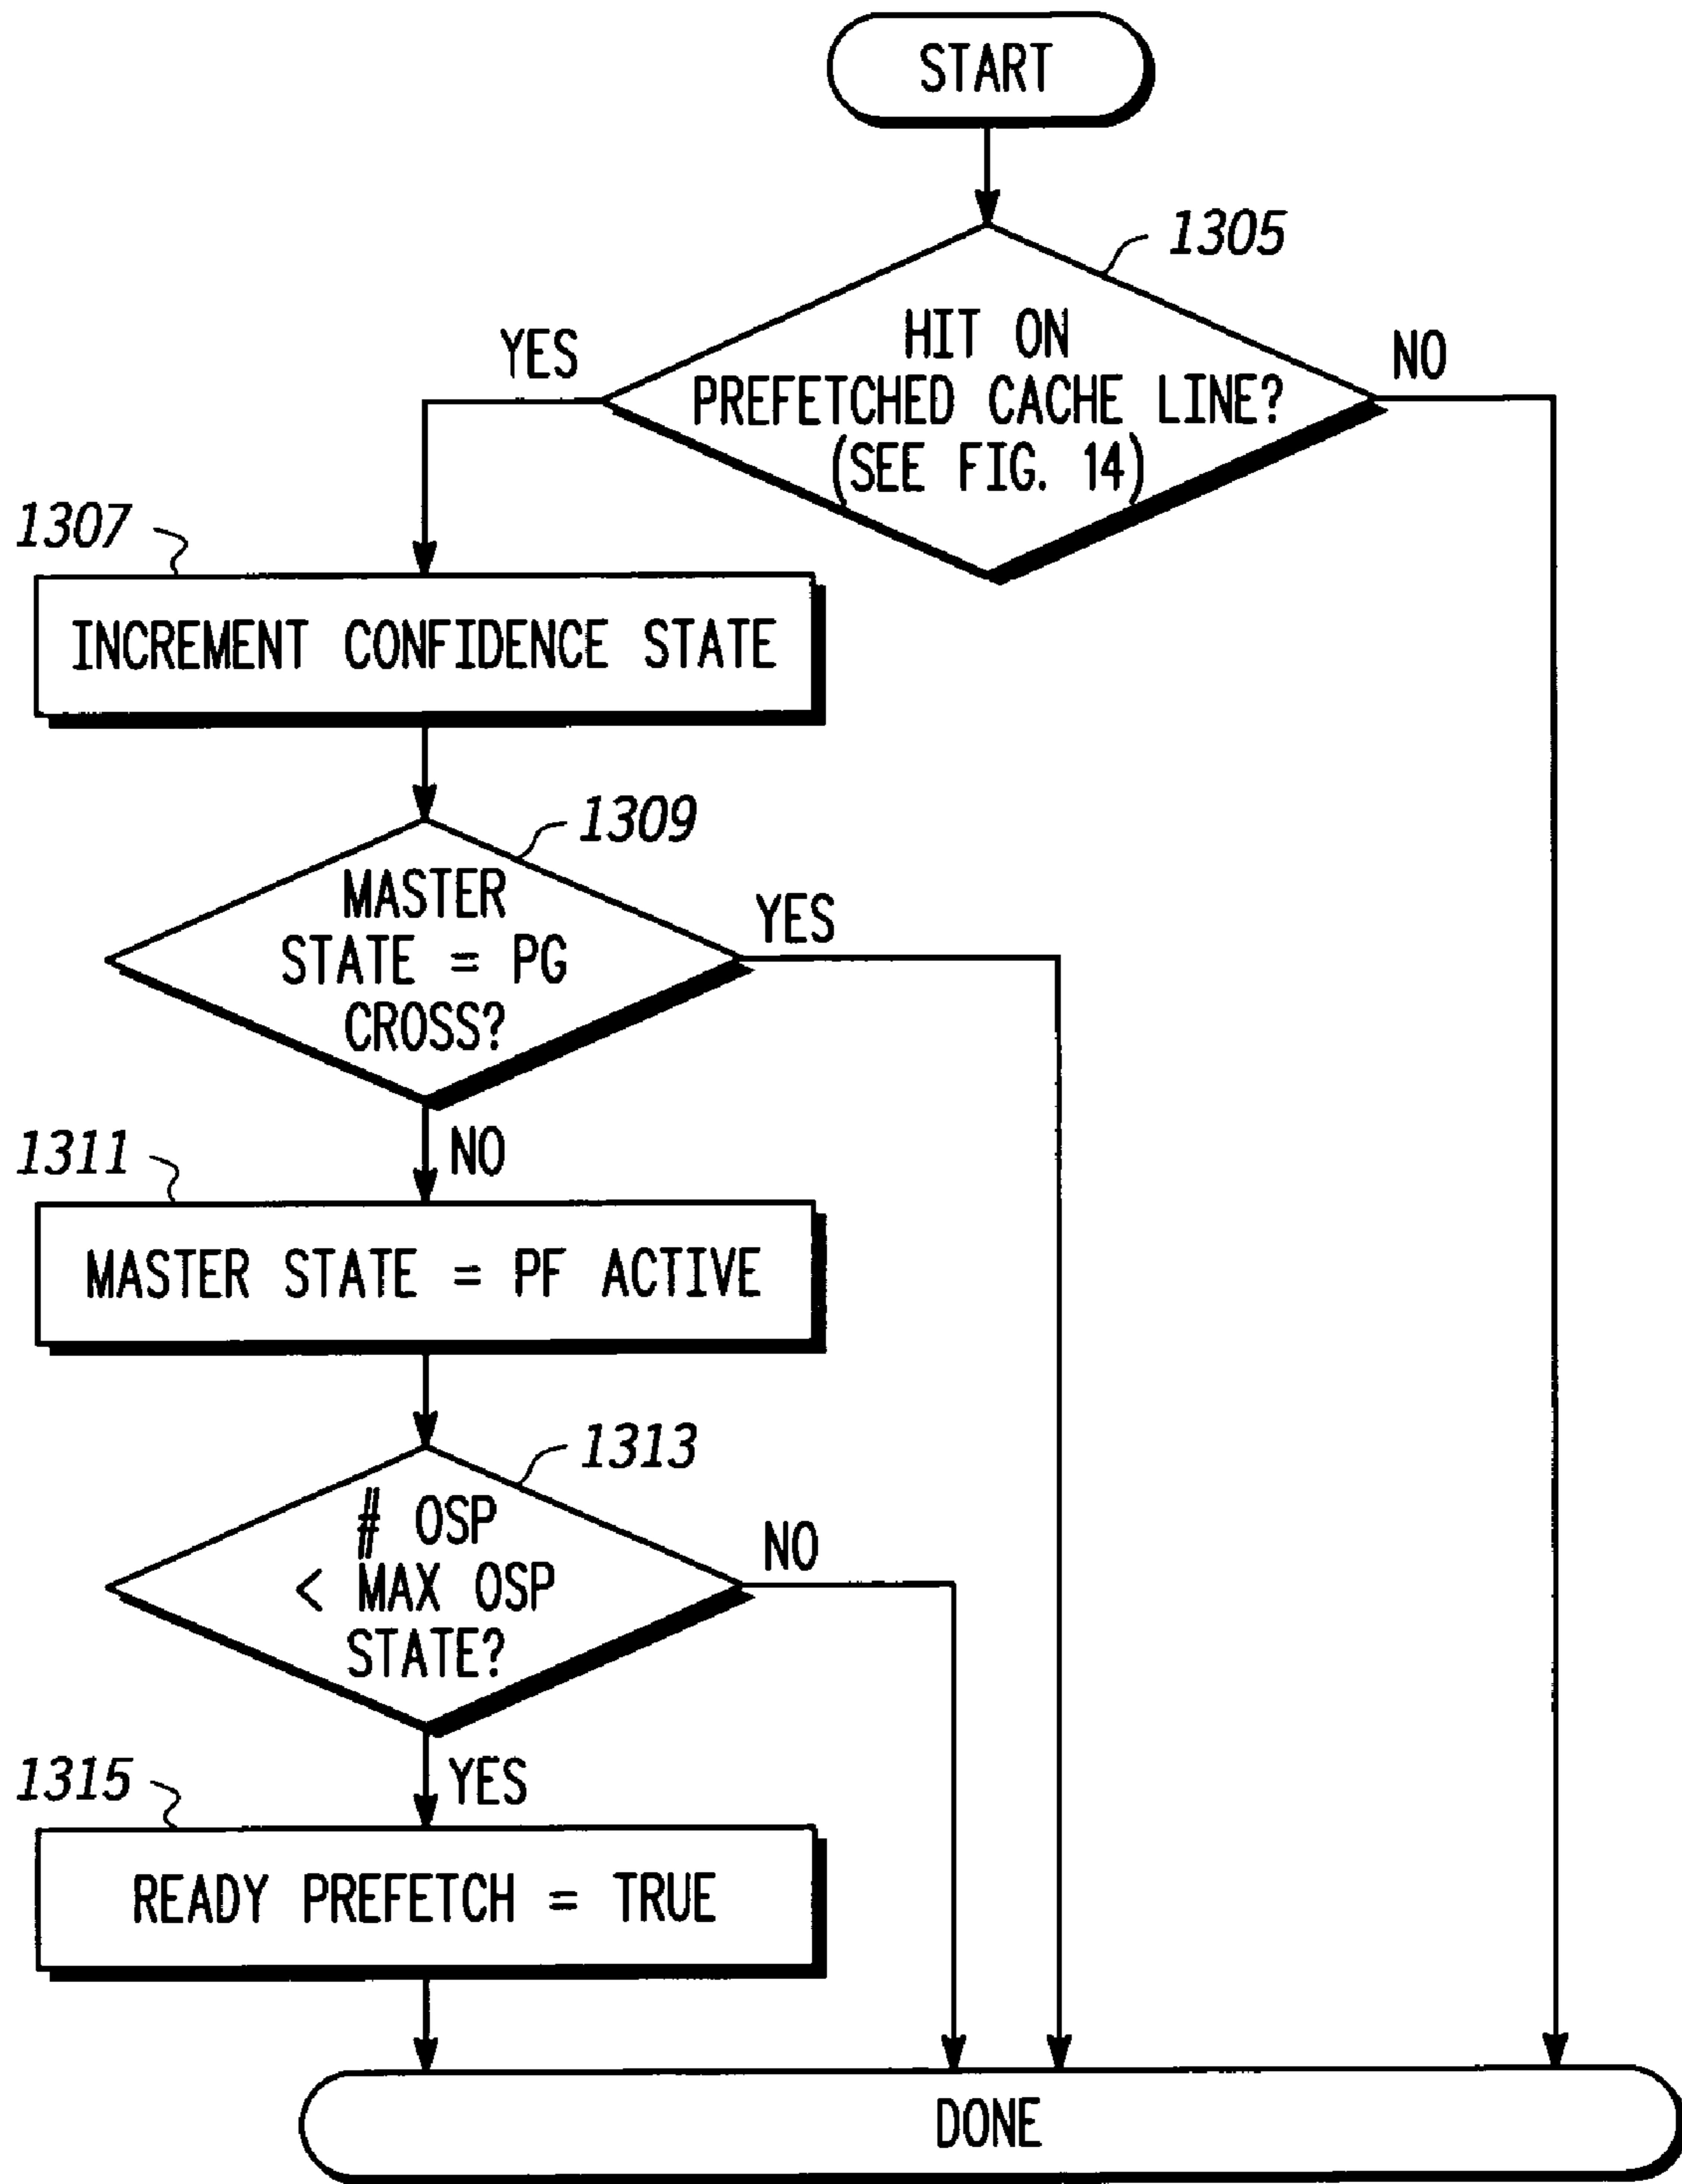 START
1305
HIT ON
PREFETCHED CACHE LINE?
(SEE FIG. 14)
YES
NO
1307
INCREMENT CONFIDENCE STATE
1309
MASTER
STATE = PG
CROSS?
YES
NO
1311
MASTER STATE = PF ACTIVE
1313
# OSP
< MAX OSP
STATE?
NO
YES
1315
READY PREFETCH = TRUE
DONE